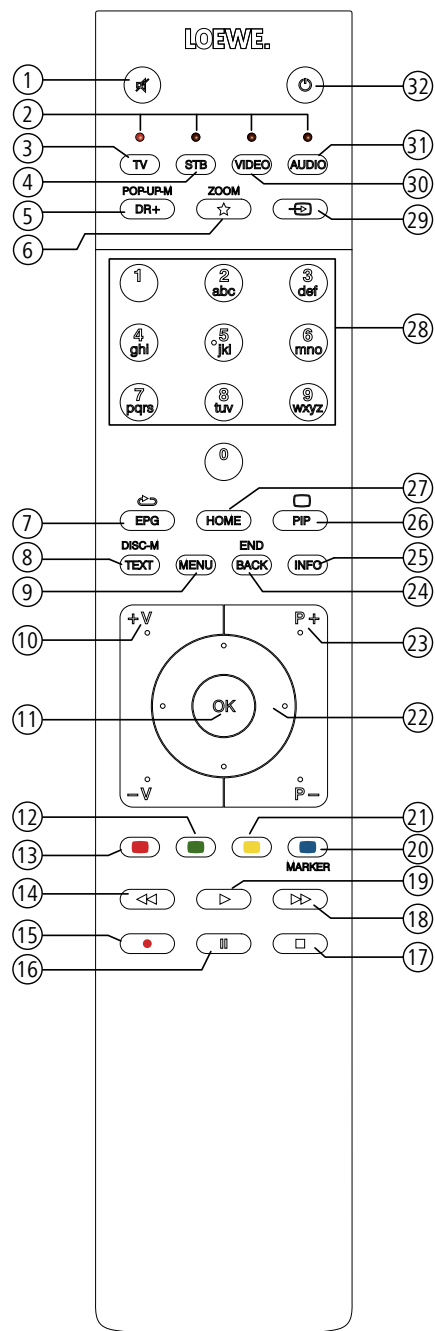 LOEWE.
1
32
2
3 TV STB VIDEO AUDIO 31
4
30
POP-UP-M ZOOM
5 DR+
29
6
1 2 3
abc def
28
4 5 6
ghi jkl mno
7 8 9
pqrs tuv wxyz
0
27
7 EPG HOME PIP 26
DISC-M END
8 TEXT MENU BACK INFO 25
9
24
10 +V P+
23
11 OK 22
-V P-
12
21
13
20
MARKER
14
19
18
15
16
17